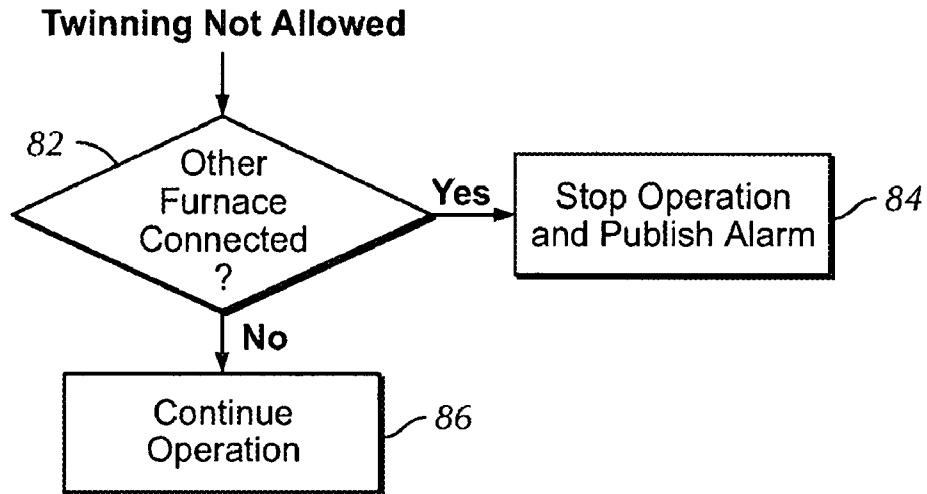 Twinning Not Allowed
82
Other
Furnace
Connected
?
Yes
Stop Operation
and Publish Alarm
84
No
Continue
Operation
86